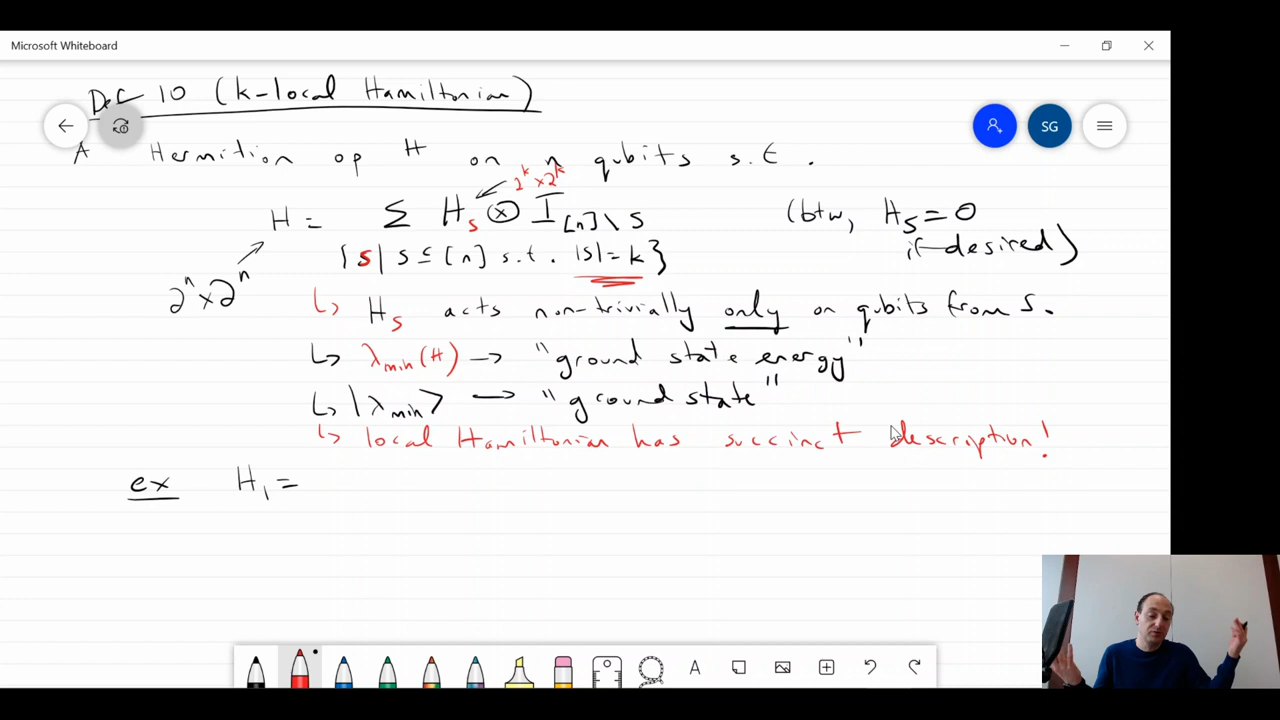 Microsoft Whiteboard
Def 10 (k-local Hamiltonian)
SG
A Hermition op H on n qubits s.t.
2^k × 2^k
H = Σ H_S ⊗ I_{[n]\S} (btw, H_S = 0
{S | S ⊆ [n] s.t. |S| = k} if desired)
2^n × 2^n
↳ H_S acts non-trivially only on qubits from S.
↳ λ_min(H) → "ground state energy"
↳ |λ_min⟩ → "ground state"
↳ local Hamiltonian has succinct description!
ex H_1 =
A